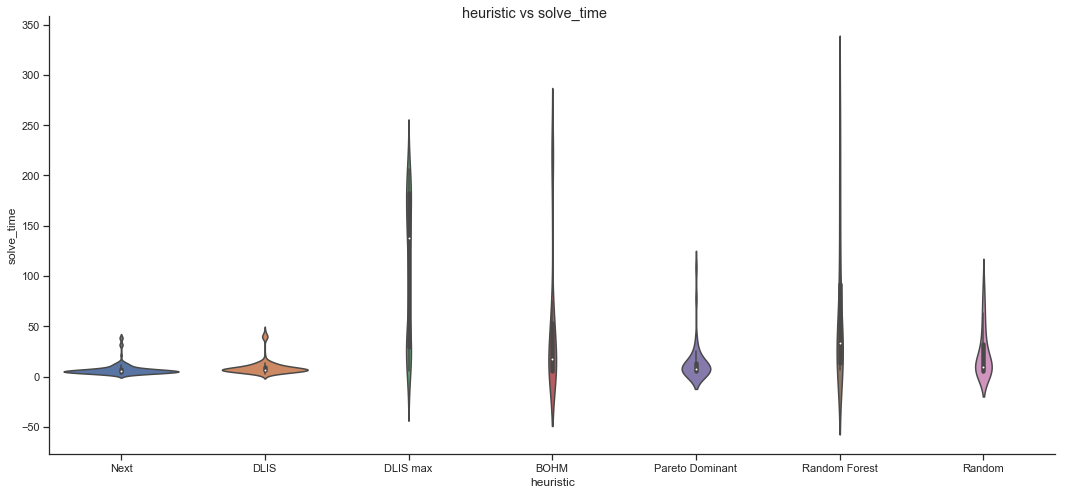 heuristic vs solve_time
350
300
250
200
150
100
50
0
−50
solve_time
Next DLIS DLIS max BOHM Pareto Dominant Random Forest Random
heuristic